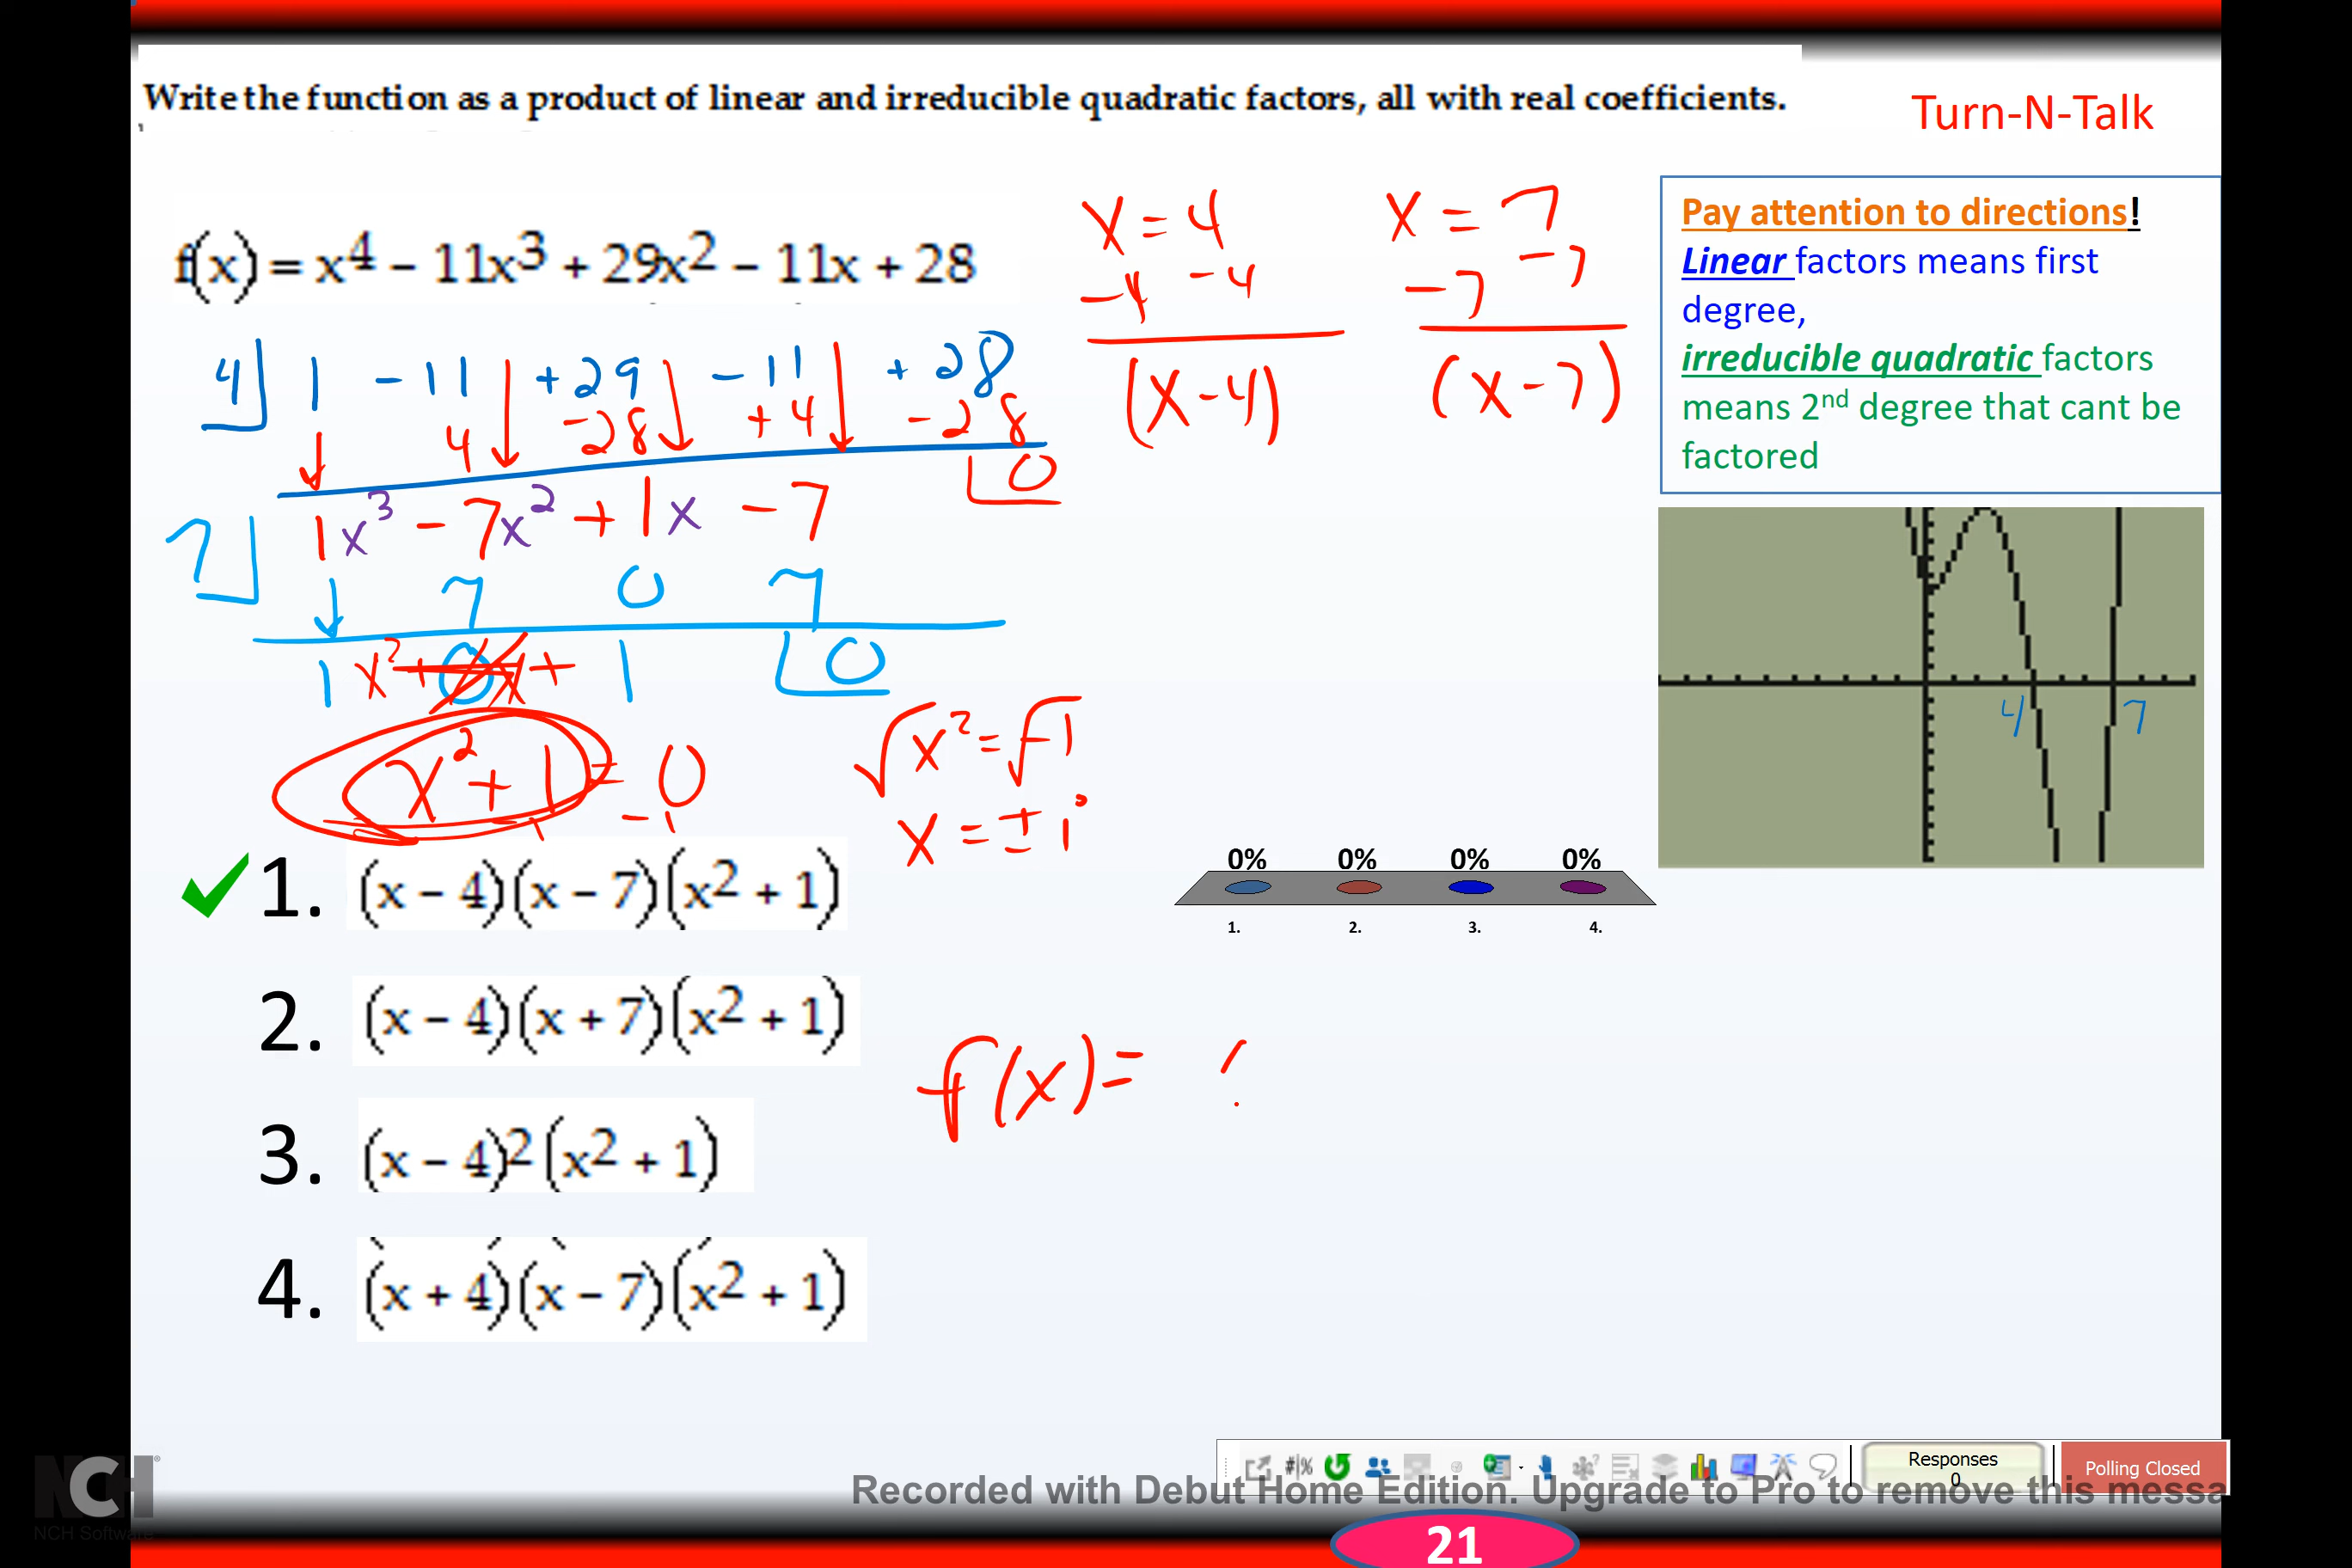 Write the function as a product of linear and irreducible quadratic factors, all with real coefficients.
Turn-N-Talk
f(x) = x⁴ − 11x³ + 29x² − 11x + 28
x = 4
−4 −4
(x − 4)
x = 7
−7 −7
(x − 7)
Pay attention to directions!
Linear factors means first
degree,
irreducible quadratic factors
means 2nd degree that cant be
factored
4 1 −11 +29 −11 +28
4 −28 +4 −28
1x³ − 7x² + 1x − 7 0
7
7 0 7
1x² + 0x + 1 0
x² + 1 = 0
−1 −1
√x² = √−1
x = ± i
4 7
✓ 1. (x − 4)(x − 7)(x² + 1)
2. (x − 4)(x + 7)(x² + 1)
3. (x − 4)²(x² + 1)
4. (x + 4)(x − 7)(x² + 1)
0% 0% 0% 0%
1. 2. 3. 4.
f(x) =
#|%
Responses
0
Polling Closed
Recorded with Debut Home Edition. Upgrade to Pro to remove this messa
NCH
NCH Software
21